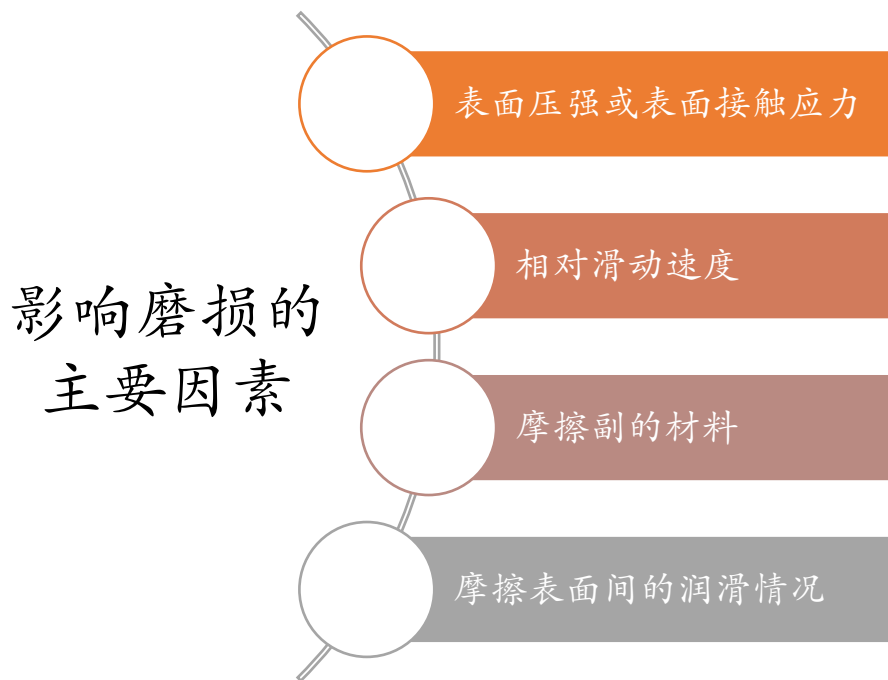 影响磨损的
主要因素
表面压强或表面接触应力
相对滑动速度
摩擦副的材料
摩擦表面间的润滑情况